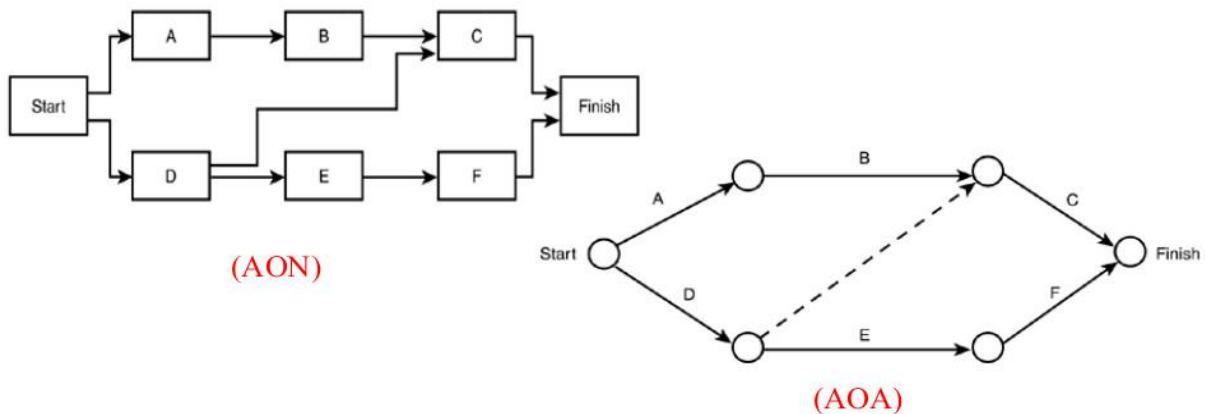 A B C
Start Finish
D E F
(AON)
B
A C
Start Finish
D F
E
(AOA)